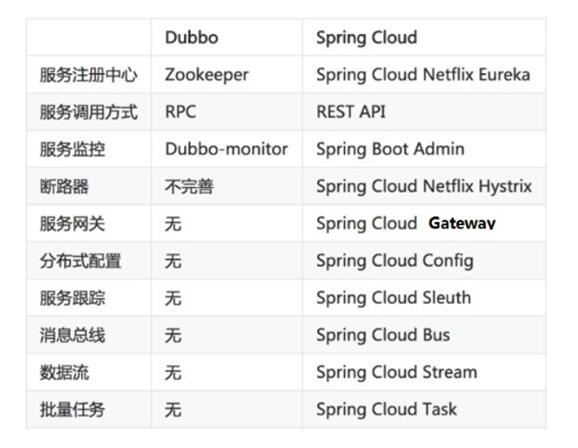 Dubbo Spring Cloud
服务注册中心 Zookeeper Spring Cloud Netflix Eureka
服务调用方式 RPC REST API
服务监控 Dubbo-monitor Spring Boot Admin
断路器 不完善 Spring Cloud Netflix Hystrix
服务网关 无 Spring Cloud Gateway
分布式配置 无 Spring Cloud Config
服务跟踪 无 Spring Cloud Sleuth
消息总线 无 Spring Cloud Bus
数据流 无 Spring Cloud Stream
批量任务 无 Spring Cloud Task